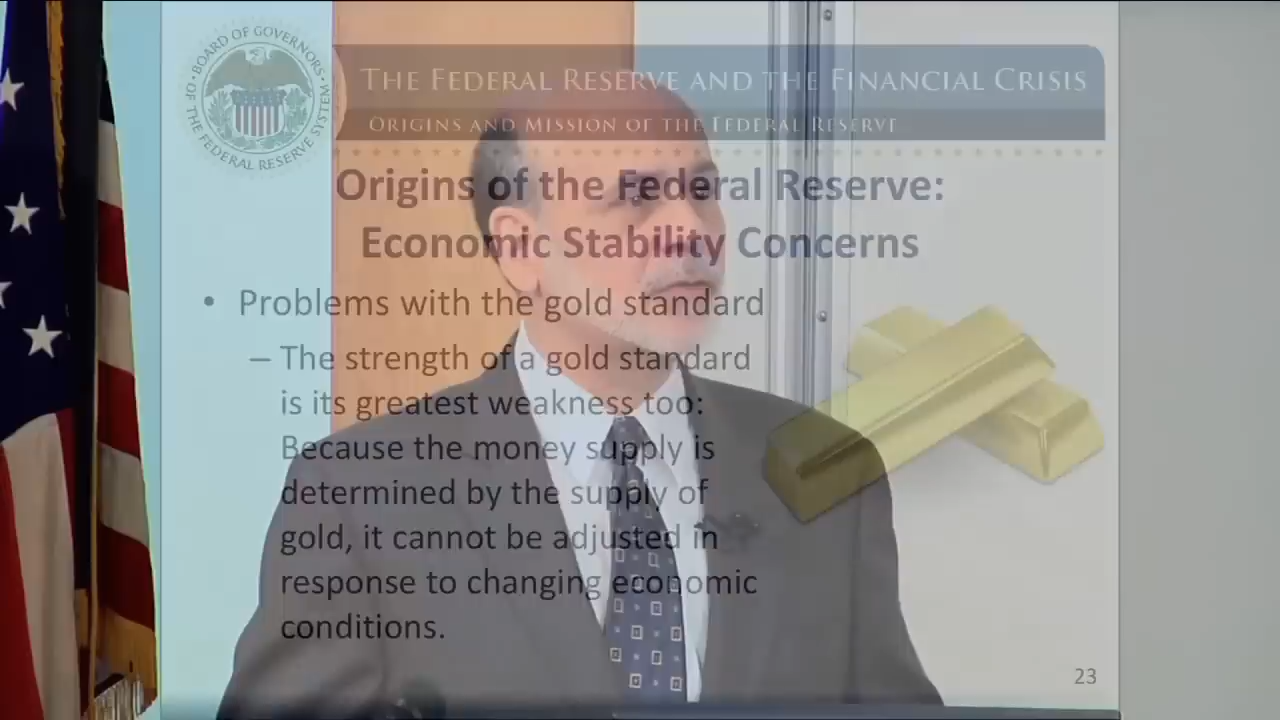 BOARD OF GOVERNORS
OF THE FEDERAL RESERVE SYSTEM
THE FEDERAL RESERVE AND THE FINANCIAL CRISIS
ORIGINS AND MISSION OF THE FEDERAL RESERVE
Origins of the Federal Reserve:
Economic Stability Concerns
• Problems with the gold standard
– The strength of a gold standard
is its greatest weakness too:
Because the money supply is
determined by the supply of
gold, it cannot be adjusted in
response to changing economic
conditions.
23